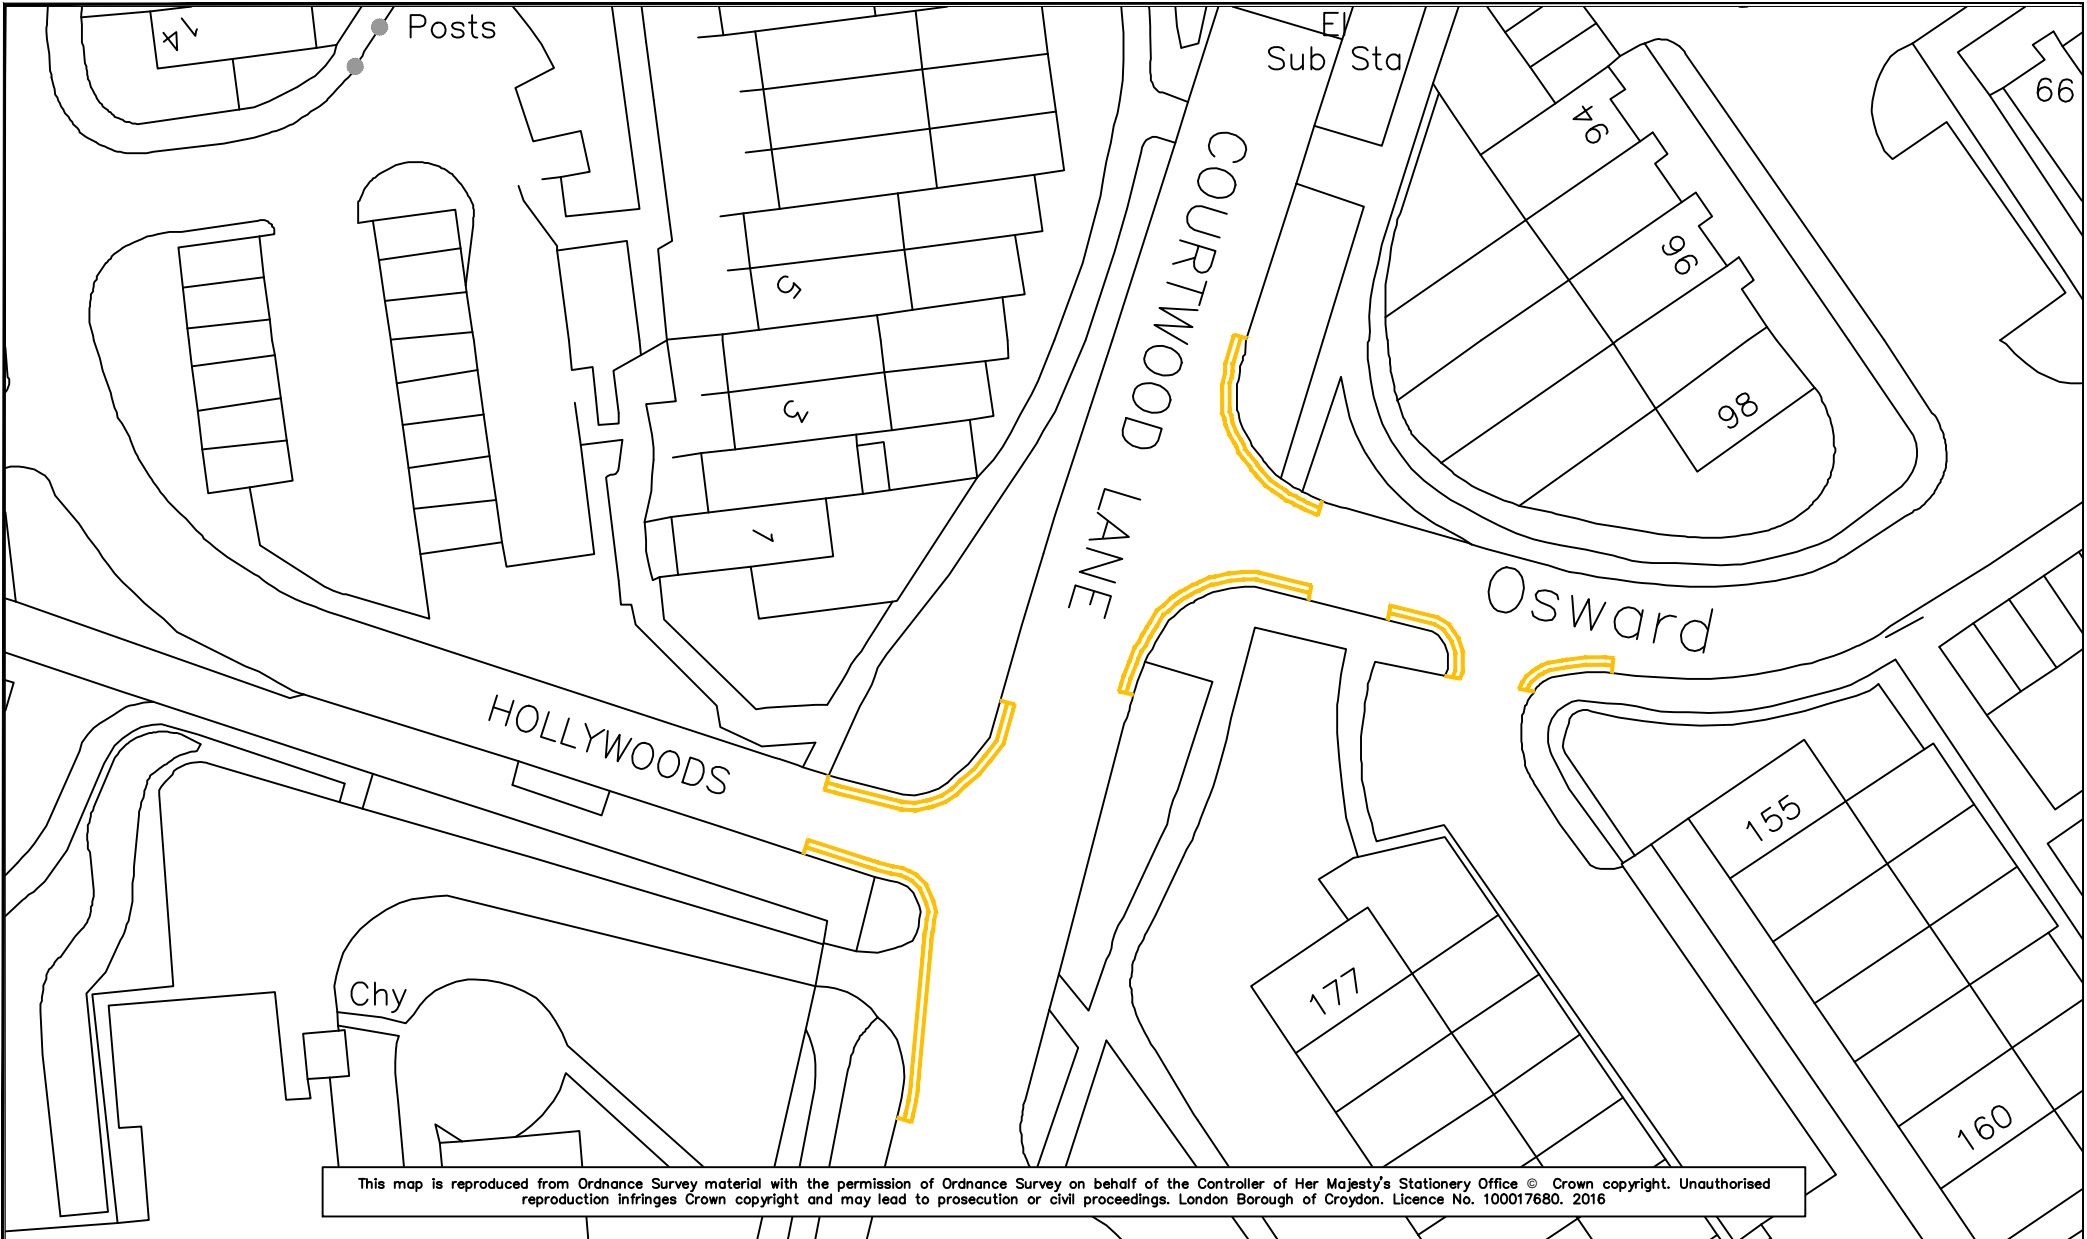 14
Posts
El
Sub Sta
94
66
96
98
5
3
1
COURTWOOD LANE
Osward
HOLLYWOODS
155
177
160
Chy
This map is reproduced from Ordnance Survey material with the permission of Ordnance Survey on behalf of the Controller of Her Majesty's Stationery Office © Crown copyright. Unauthorised
reproduction infringes Crown copyright and may lead to prosecution or civil proceedings. London Borough of Croydon. Licence No. 100017680. 2016